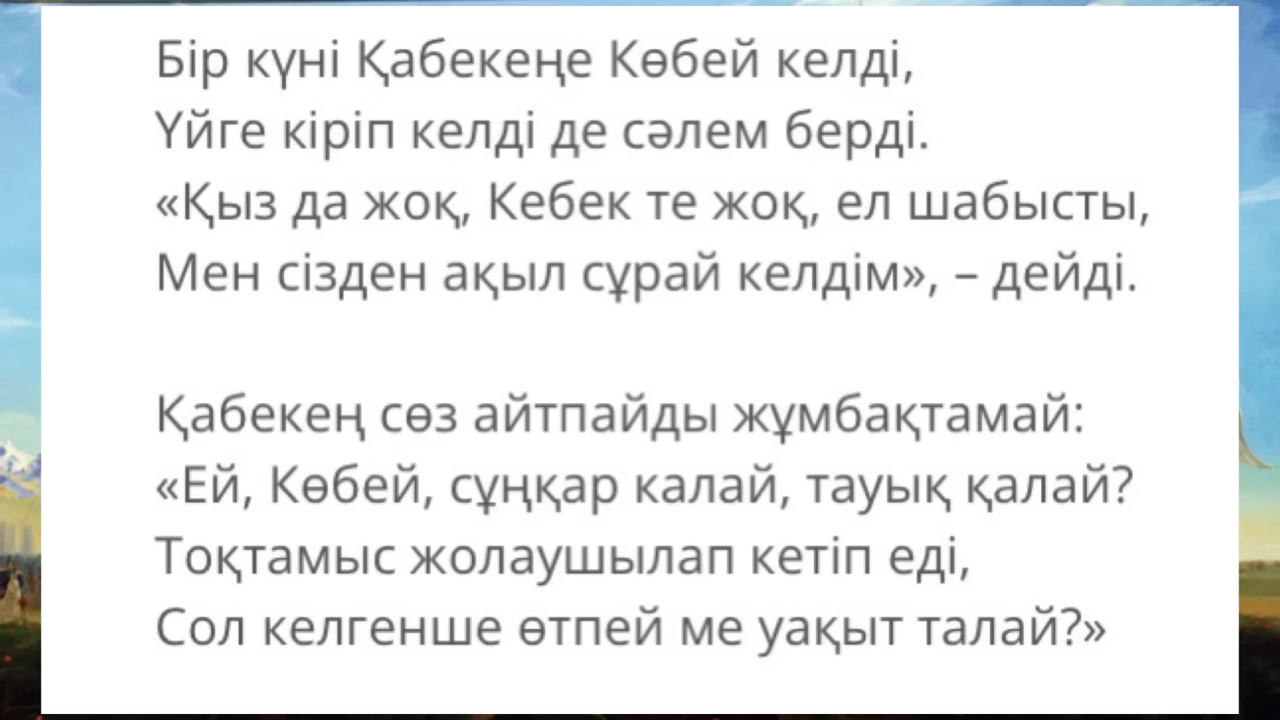 Бір күні Қабекеңе Көбей келді,
Үйге кіріп келді де сәлем берді.
«Қыз да жоқ, Кебек те жоқ, ел шабысты,
Мен сізден ақыл сұрай келдім», – дейді.
Қабекең сөз айтпайды жұмбақтамай:
«Ей, Көбей, сұңқар калай, тауық қалай?
Тоқтамыс жолаушылап кетіп еді,
Сол келгенше өтпей ме уақыт талай?»